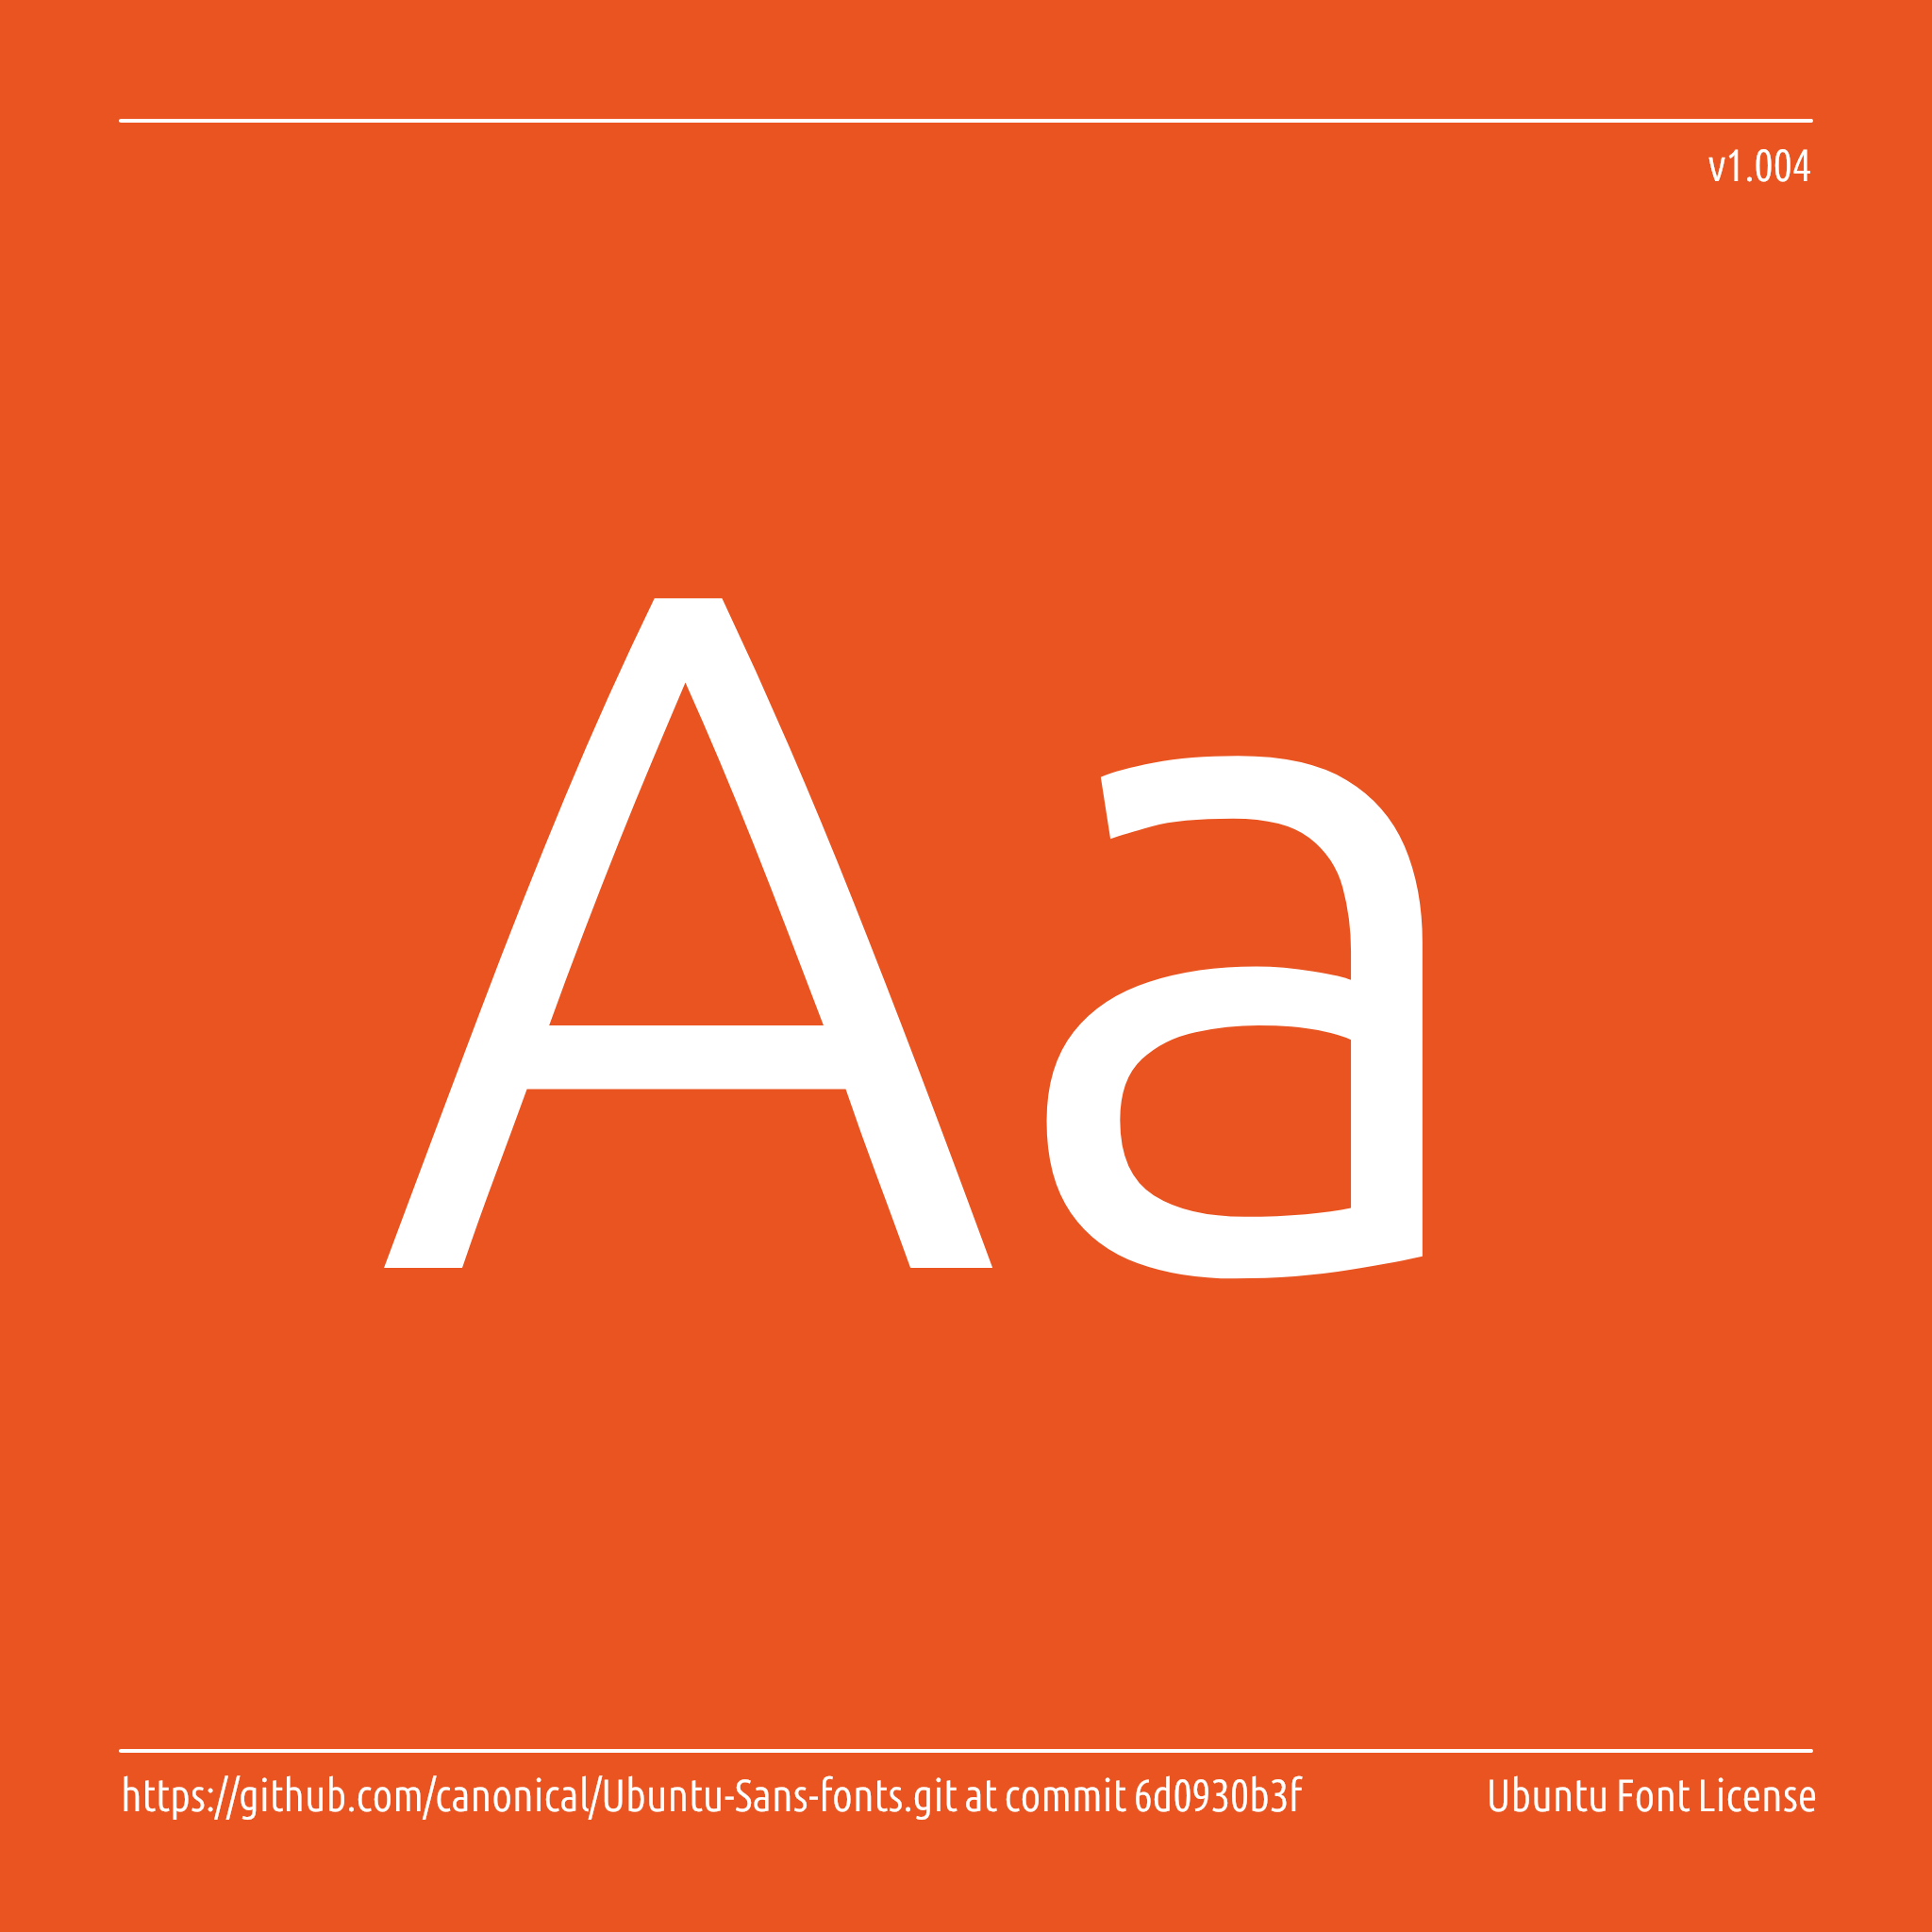 v1.004
Aa
https://github.com/canonical/Ubuntu-Sans-fonts.git at commit 6d0930b3f
Ubuntu Font License